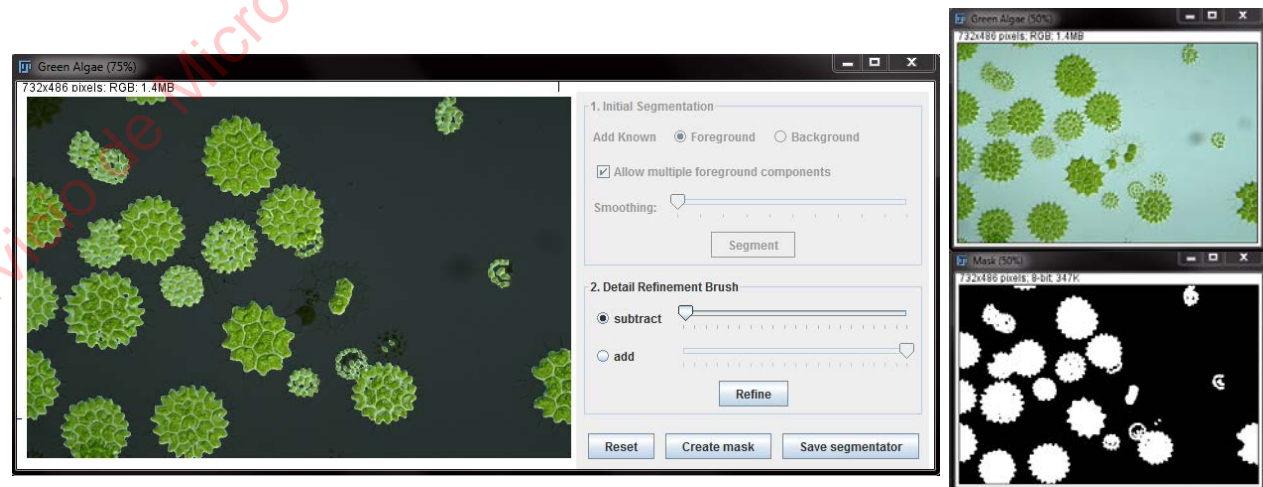 Green Algae (75%)
732x486 pixels; RGB; 1.4MB
1. Initial Segmentation
Add Known Foreground Background
Allow multiple foreground components
Smoothing:
Segment
2. Detail Refinement Brush
subtract
add
Refine
Reset Create mask Save segmentator
Green Algae (50%)
732x486 pixels; RGB; 1.4MB
Mask (50%)
732x486 pixels; 8-bit; 347K
de Micro